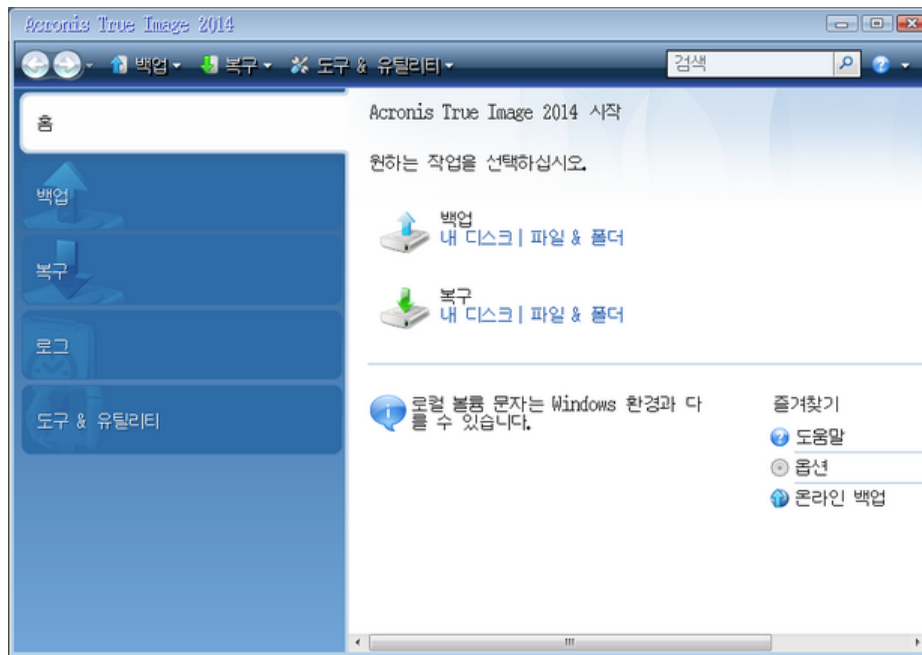 Acronis True Image 2014
백업
복구
도구 & 유틸리티
검색
홈
백업
복구
로그
도구 & 유틸리티
Acronis True Image 2014 시작
원하는 작업을 선택하십시오.
백업
내 디스크 | 파일 & 폴더
복구
내 디스크 | 파일 & 폴더
로컬 볼륨 문자는 Windows 환경과 다
를 수 있습니다.
즐겨찾기
도움말
옵션
온라인 백업